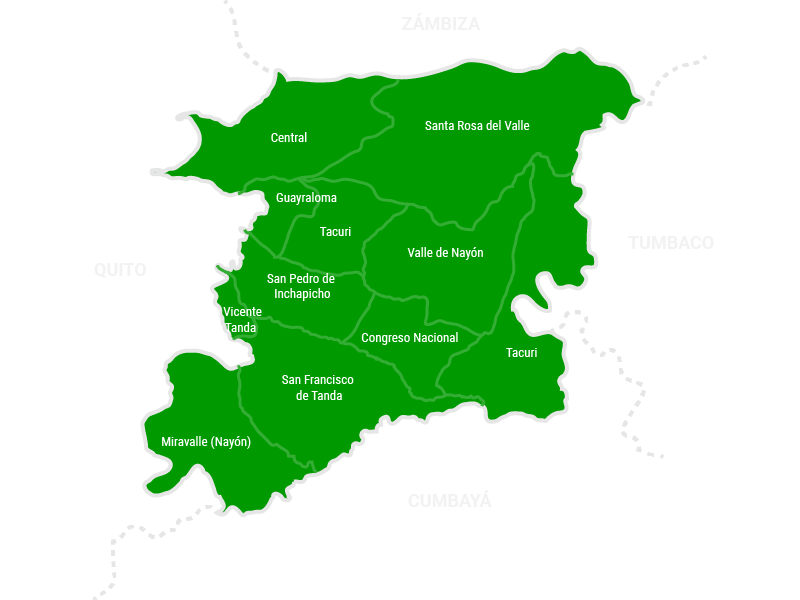 ZÁMBIZA
Santa Rosa del Valle
Central
Guayraloma
Tacuri
TUMBACO
Valle de Nayón
QUITO
San Pedro de
Inchapicho
Vicente
Tanda
Congreso Nacional
Tacuri
San Francisco
de Tanda
Miravalle (Nayón)
CUMBAYÁ